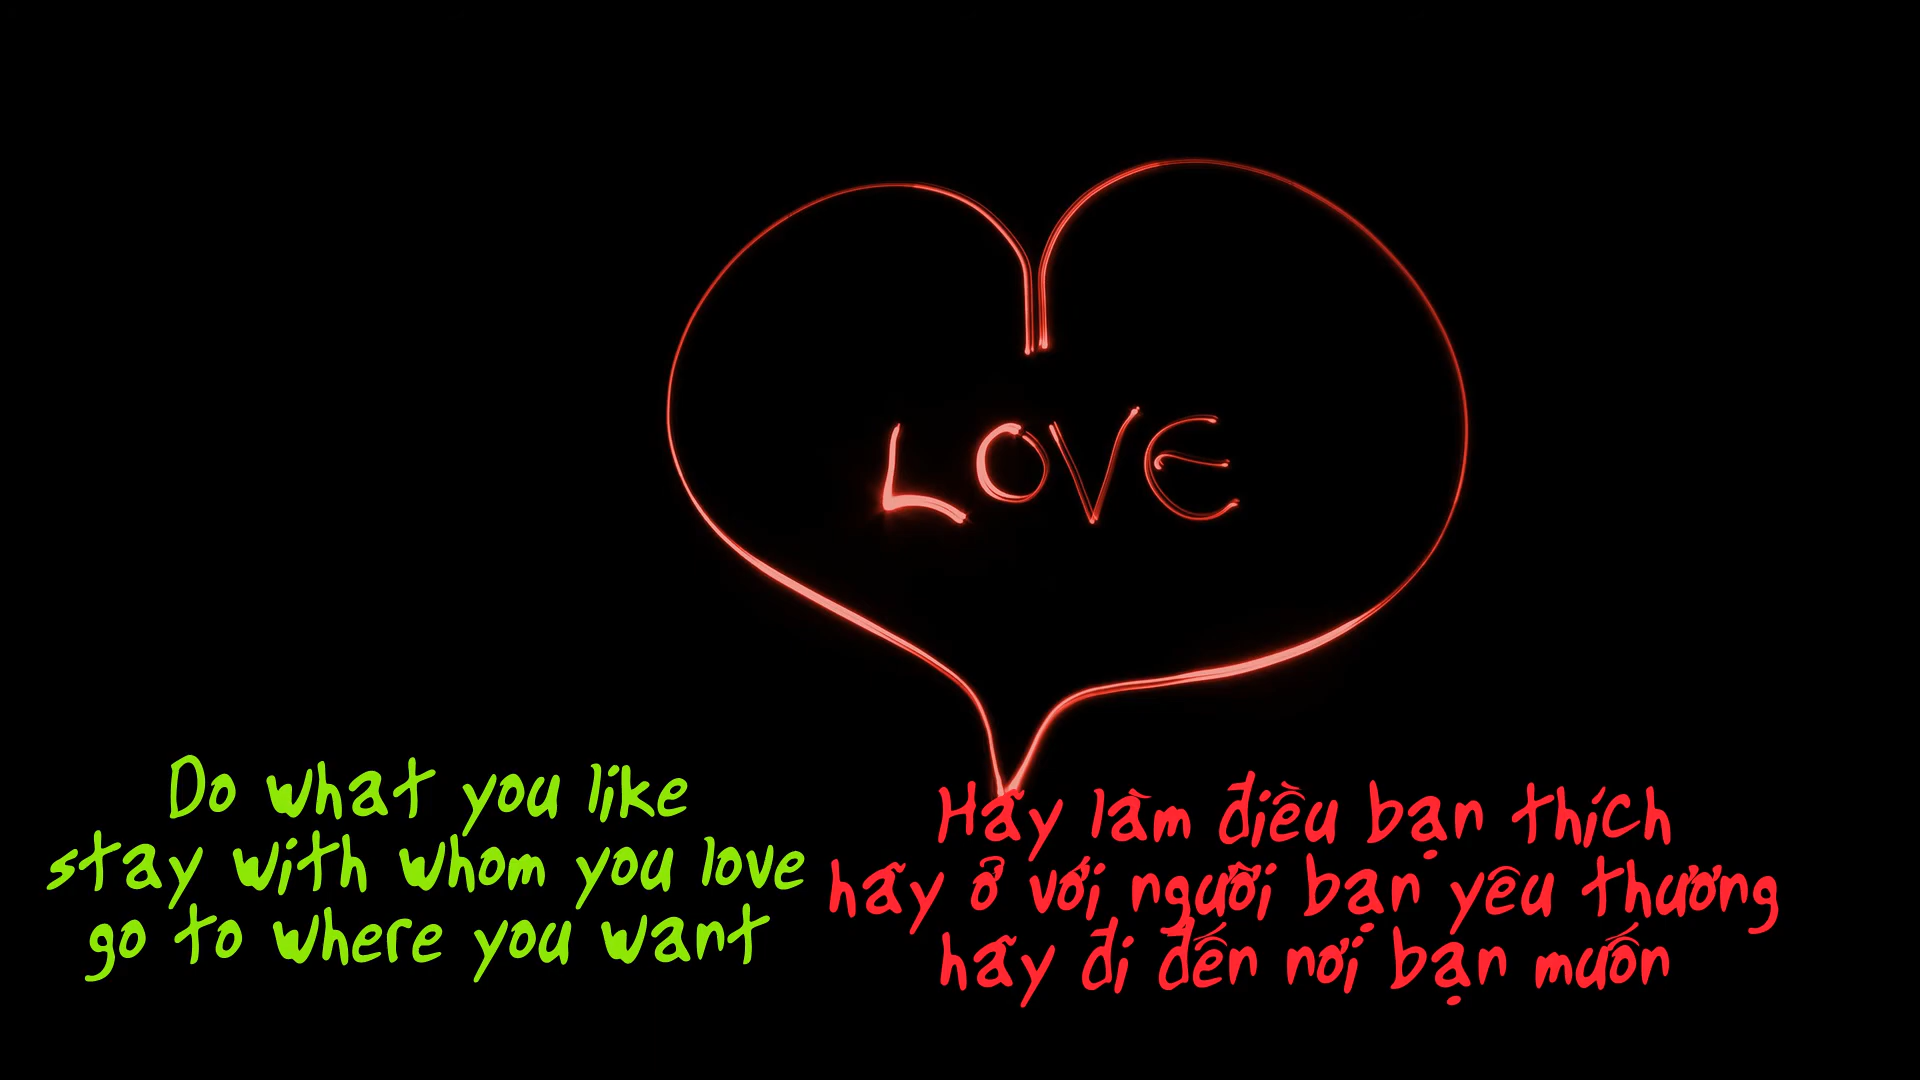 LOVE
Do what you like
stay with whom you love
go to where you want
Hãy làm điều bạn thích
hãy ở với người bạn yêu thương
hãy đi đến nơi bạn muốn